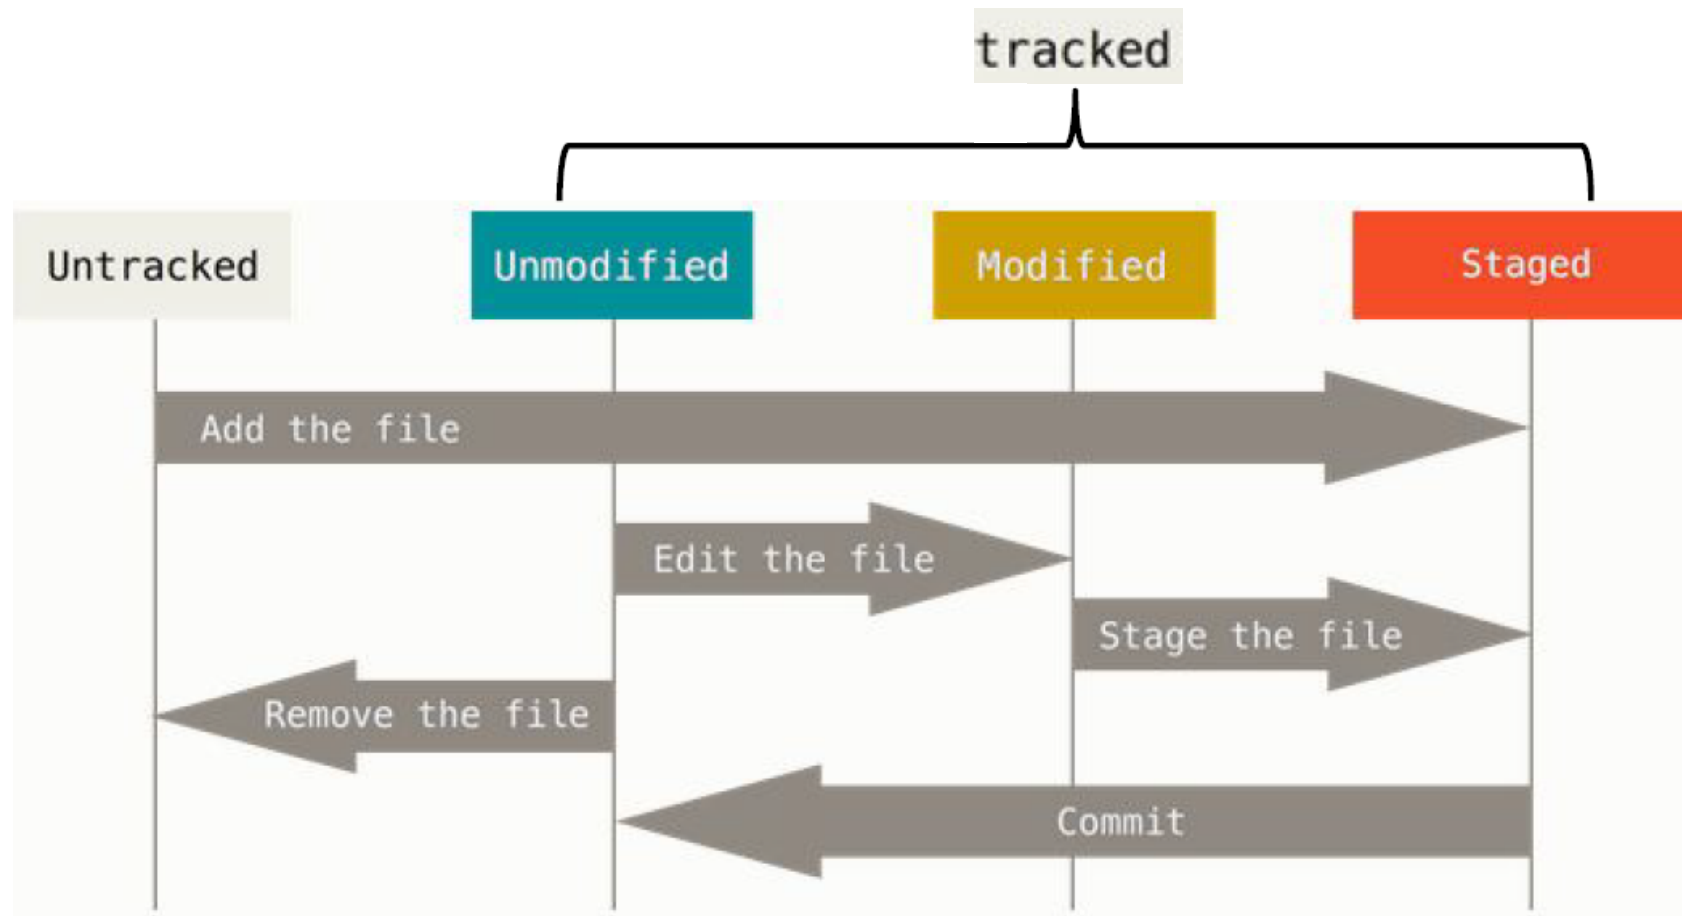 tracked
Untracked
Unmodified
Modified
Staged
Add the file
Edit the file
Stage the file
Remove the file
Commit